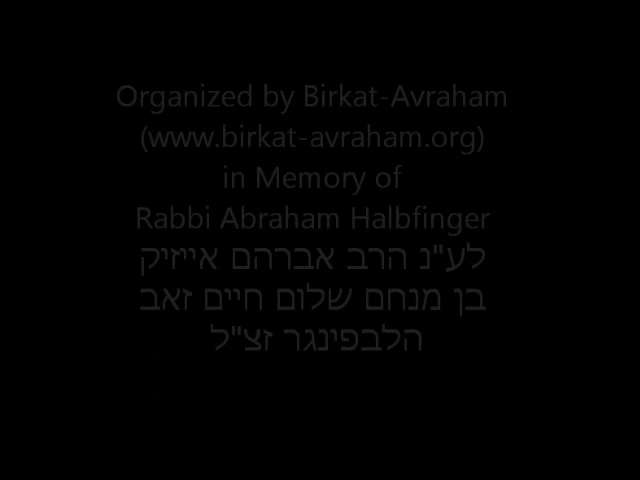 Organized by Birkat-Avraham
(www.birkat-avraham.org)
in Memory of
Rabbi Abraham Halbfinger
לע"נ הרב אברהם אייזיק
בן מנחם שלום חיים זאב
הלבפינגר זצ"ל